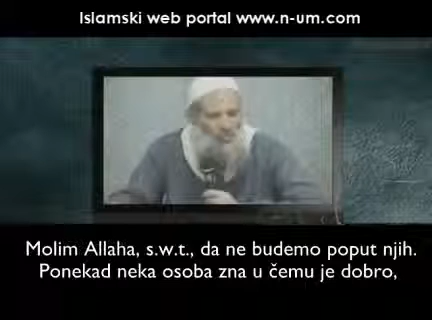 Islamski web portal www.n-um.com
Molim Allaha, s.w.t., da ne budemo poput njih.
Ponekad neka osoba zna u čemu je dobro,